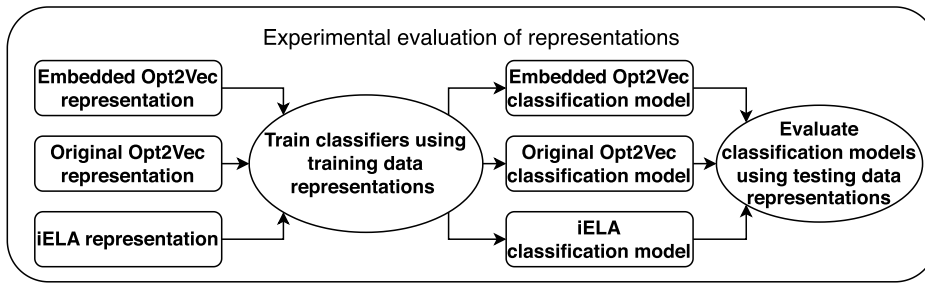 Experimental evaluation of representations
Embedded Opt2Vec
representation
Original Opt2Vec
representation
iELA representation
Train classifiers using
training data
representations
Embedded Opt2Vec
classification model
Original Opt2Vec
classification model
iELA
classification model
Evaluate
classification models
using testing data
representations